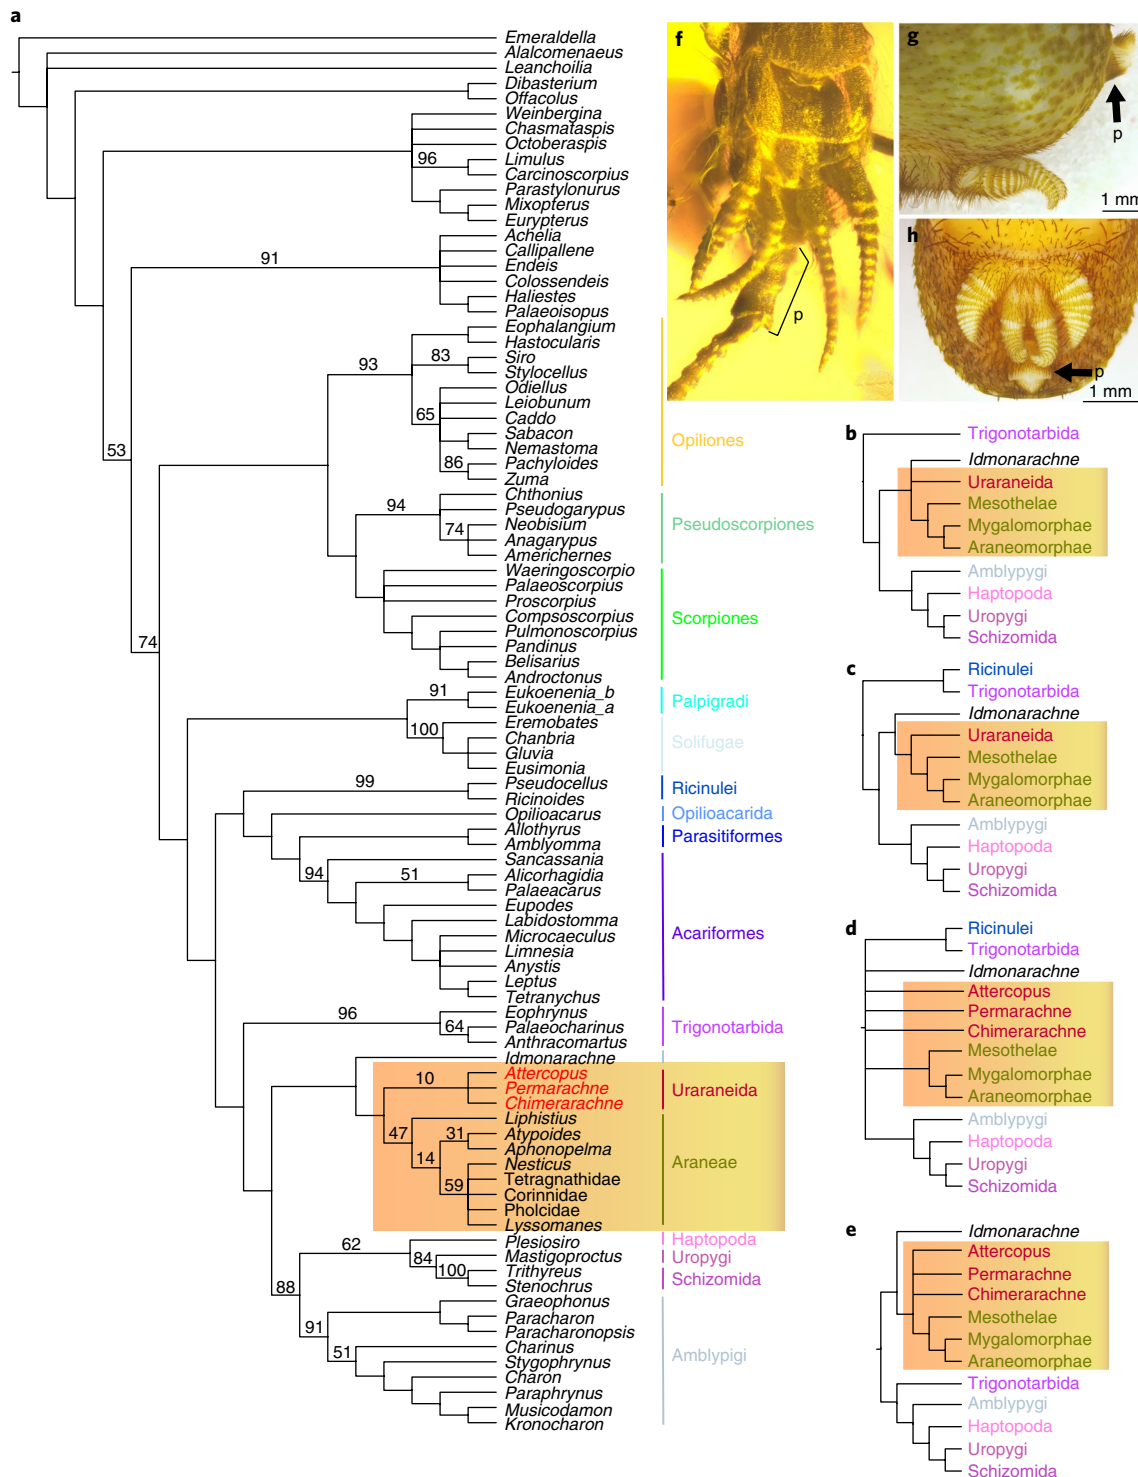 a
Emeraldella
Alalcomenaeus
Leanchoilia
Dibasterium
Offacolus
Weinbergina
Chasmataspis
Octoberaspis
96
Limulus
Carcinoscorpius
Parastylonurus
Mixopterus
Eurypterus
Achelia
Callipallene
91
Endeis
Colossendeis
Haliestes
Palaeoisopus
Eophalangium
Hastocularis
93
83
Siro
Stylocellus
Odiellus
Leiobunum
65
Caddo
Sabacon
Nemastoma
53
86
Pachyloides
Zuma
Opiliones
Chthonius
94
Pseudogarypus
74
Neobisium
Anagarypus
Americhernes
Pseudoscorpiones
Waeringoscorpio
Palaeoscorpius
Proscorpius
Compsoscorpius
Pulmonoscorpius
74
Pandinus
Belisarius
Androctonus
Scorpiones
91
Eukoenenia_b
Eukoenenia_a
Palpigradi
100
Eremobates
Chanbria
Gluvia
Eusimonia
Solifugae
99
Pseudocellus
Ricinoides
Ricinulei
Opilioacarus
Opilioacarida
Allothyrus
Amblyomma
Parasitiformes
94
Sancassania
51
Alicorhagidia
Palaeacarus
Eupodes
Labidostomma
Microcaeculus
Limnesia
Anystis
Leptus
Tetranychus
Acariformes
96
Eophrynus
64
Palaeocharinus
Anthracomartus
Trigonotarbida
Idmonarachne
10
Attercopus
Permarachne
Chimerarachne
Uraraneida
47
Liphistius
31
Atypoides
14
Aphonopelma
Nesticus
59
Tetragnathidae
Corinnidae
Pholcidae
Lyssomanes
Araneae
62
Plesiosiro
Haptopoda
84
Mastigoproctus
Uropygi
88
100
Trithyreus
Stenochrus
Schizomida
Graeophonus
91
Paracharon
Paracharonopsis
51
Charinus
Stygophrynus
Charon
Paraphrynus
Musicodamon
Kronocharon
Amblypigi
f
p
g
p
1 mm
h
p
1 mm
b
Trigonotarbida
Idmonarachne
Uraraneida
Mesothelae
Mygalomorphae
Araneomorphae
Amblypygi
Haptopoda
Uropygi
Schizomida
c
Ricinulei
Trigonotarbida
Idmonarachne
Uraraneida
Mesothelae
Mygalomorphae
Araneomorphae
Amblypygi
Haptopoda
Uropygi
Schizomida
d
Ricinulei
Trigonotarbida
Idmonarachne
Attercopus
Permarachne
Chimerarachne
Mesothelae
Mygalomorphae
Araneomorphae
Amblypygi
Haptopoda
Uropygi
Schizomida
e
Idmonarachne
Attercopus
Permarachne
Chimerarachne
Mesothelae
Mygalomorphae
Araneomorphae
Trigonotarbida
Amblypygi
Haptopoda
Uropygi
Schizomida